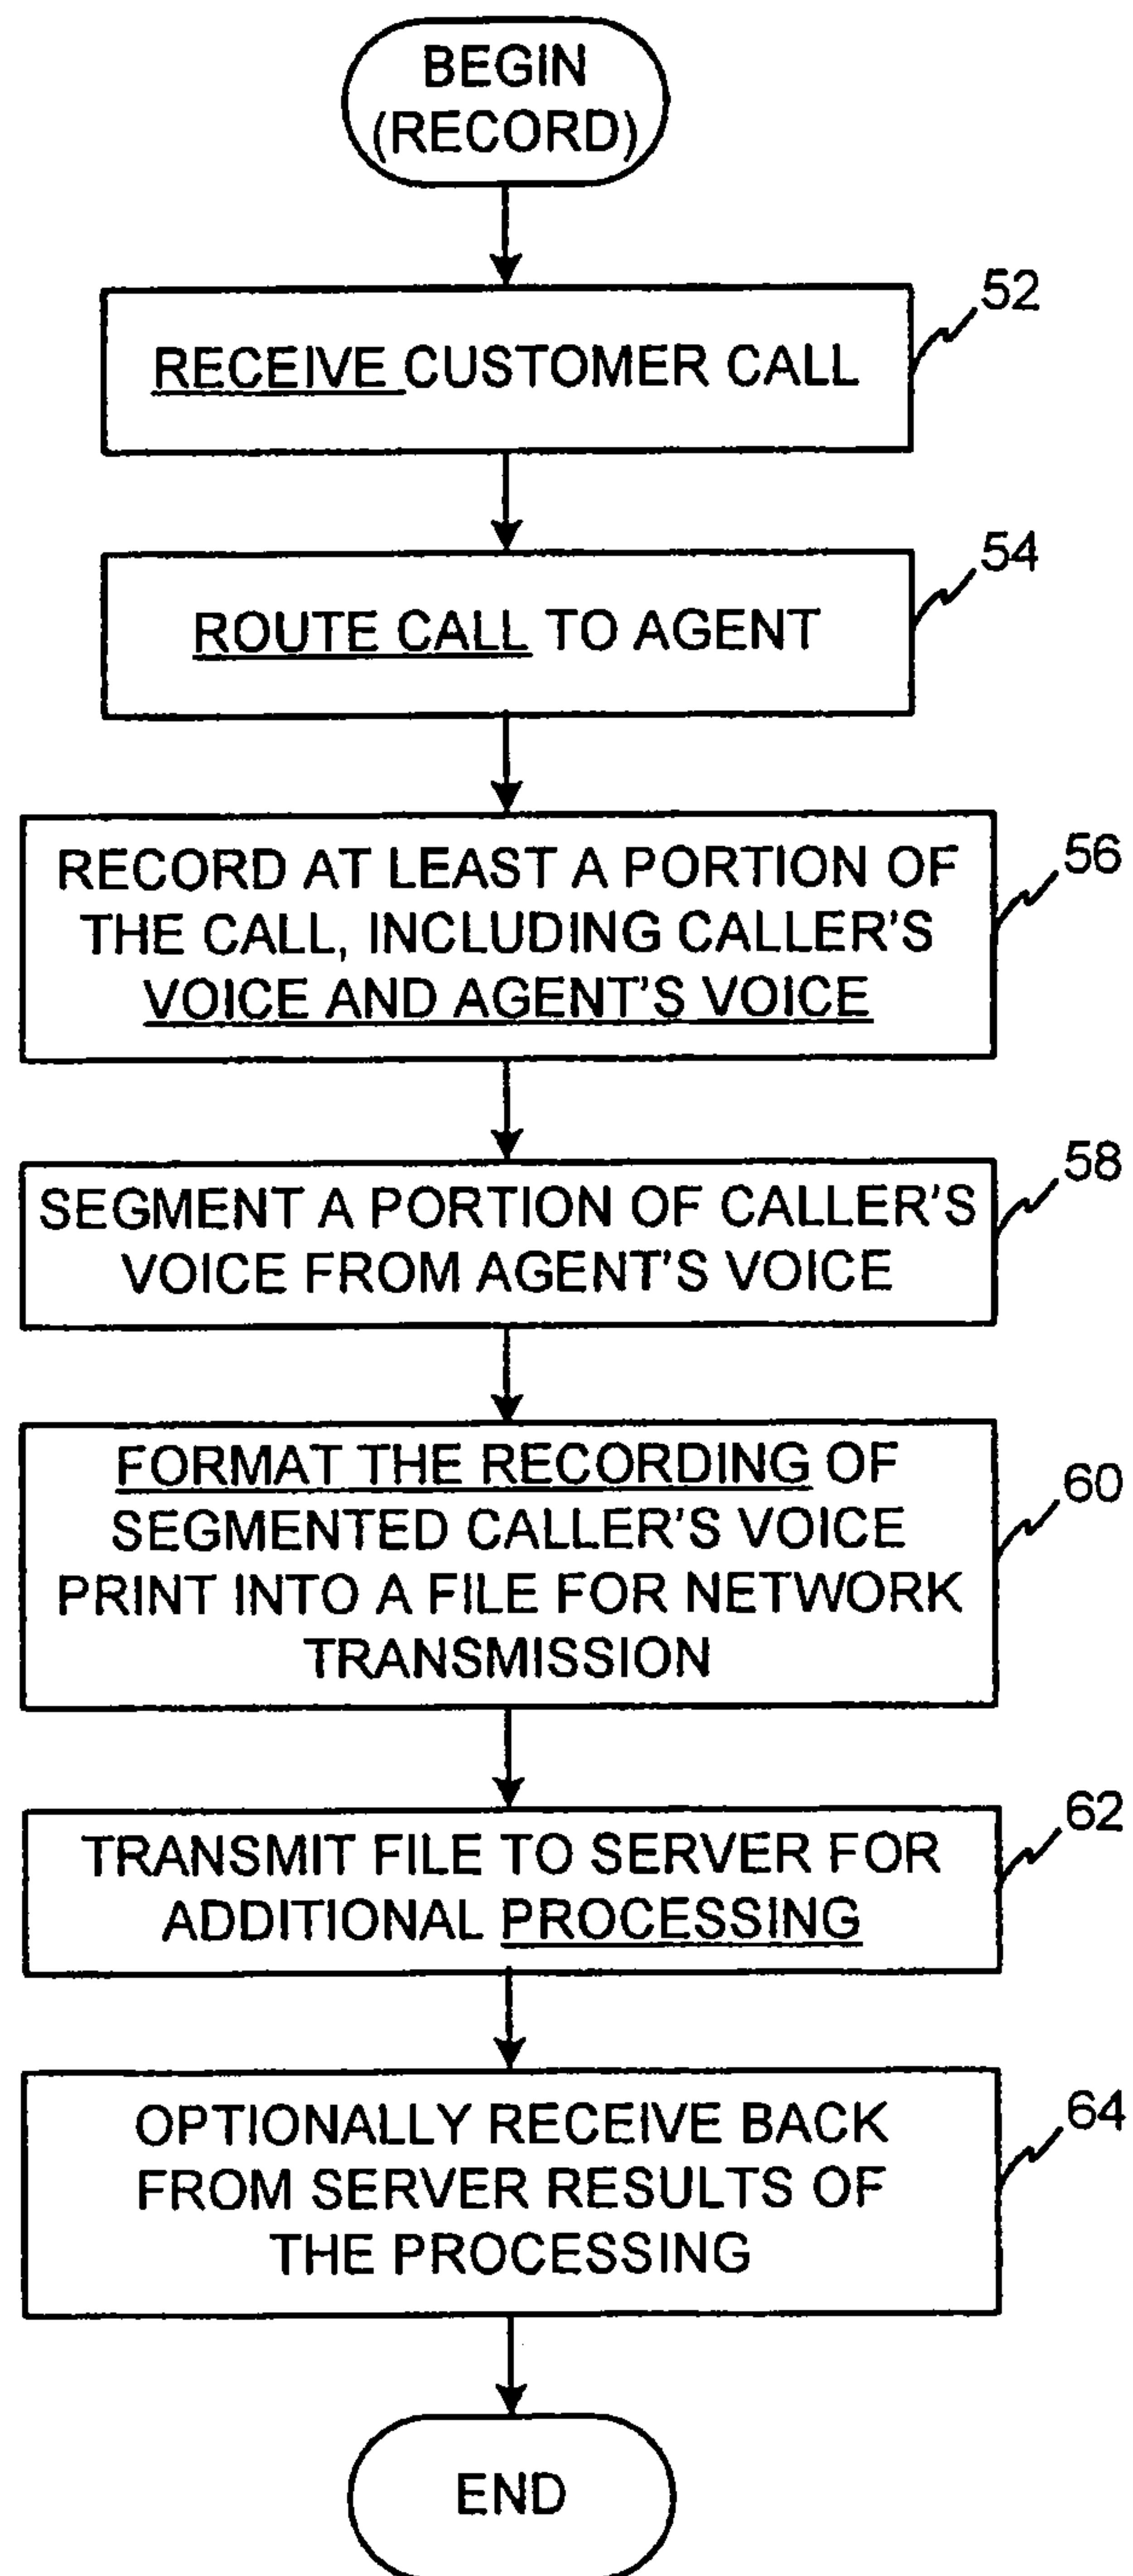 BEGIN
(RECORD)
52
RECEIVE CUSTOMER CALL
54
ROUTE CALL TO AGENT
56
RECORD AT LEAST A PORTION OF
THE CALL, INCLUDING CALLER'S
VOICE AND AGENT'S VOICE
58
SEGMENT A PORTION OF CALLER'S
VOICE FROM AGENT'S VOICE
60
FORMAT THE RECORDING OF
SEGMENTED CALLER'S VOICE
PRINT INTO A FILE FOR NETWORK
TRANSMISSION
62
TRANSMIT FILE TO SERVER FOR
ADDITIONAL PROCESSING
64
OPTIONALLY RECEIVE BACK
FROM SERVER RESULTS OF
THE PROCESSING
END